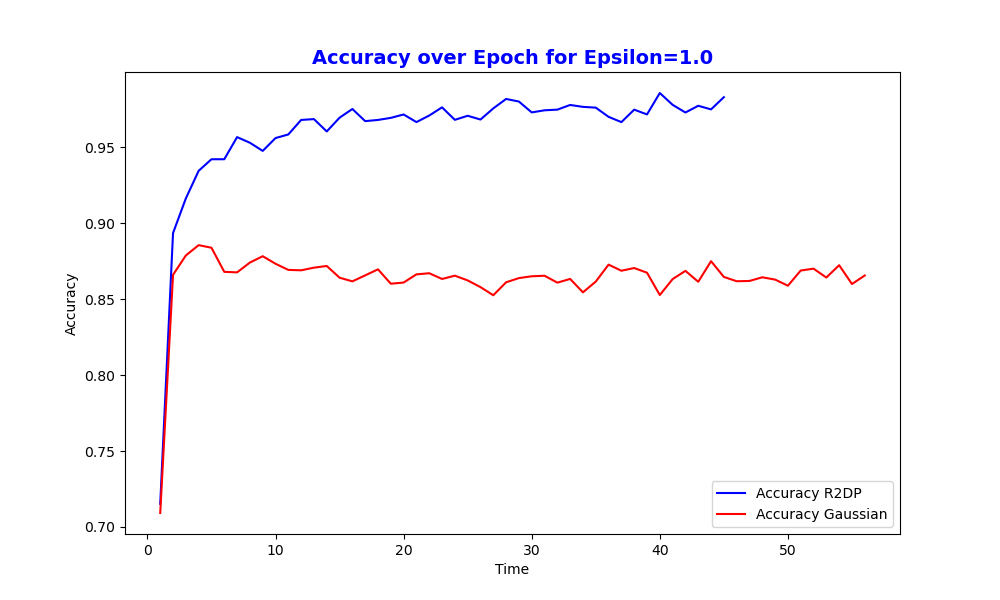 Accuracy over Epoch for Epsilon=1.0
Accuracy
0.95
0.90
0.85
0.80
0.75
0.70
0
10
20
30
40
50
Time
Accuracy R2DP
Accuracy Gaussian